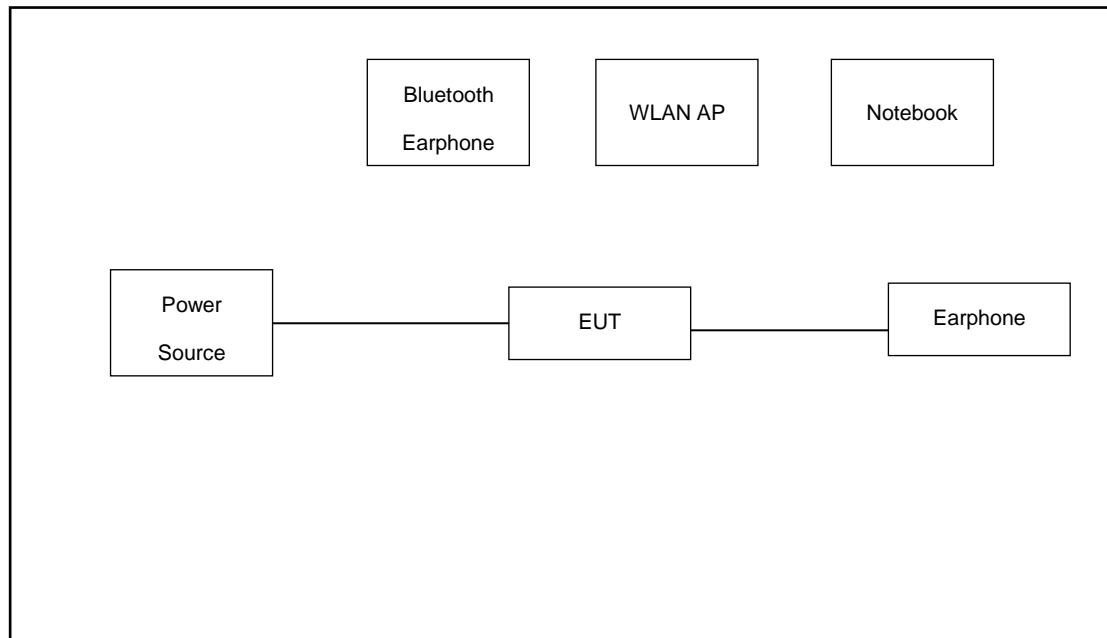 Bluetooth
Earphone
WLAN AP
Notebook
Power
Source
EUT
Earphone